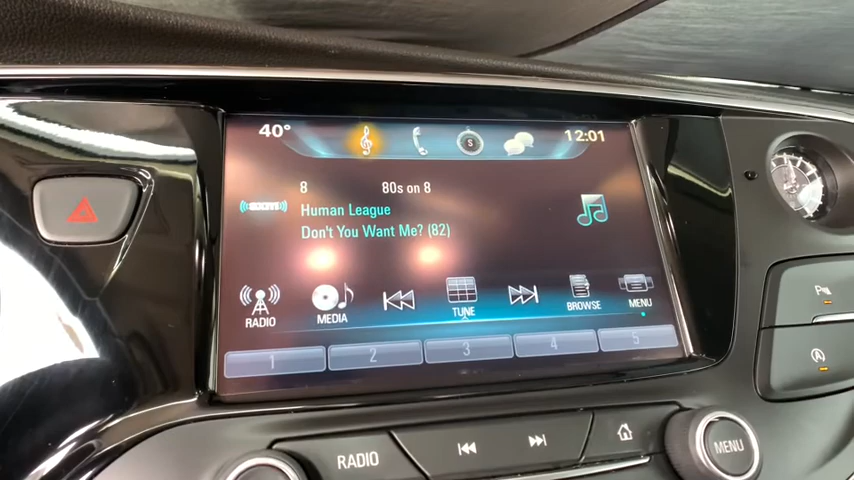 40°
S
12:01
8 80s on 8
((SXM))
Human League
Don't You Want Me? (82)
RADIO
MEDIA
TUNE
BROWSE
MENU
1 2 3 4 5
RADIO
MENU